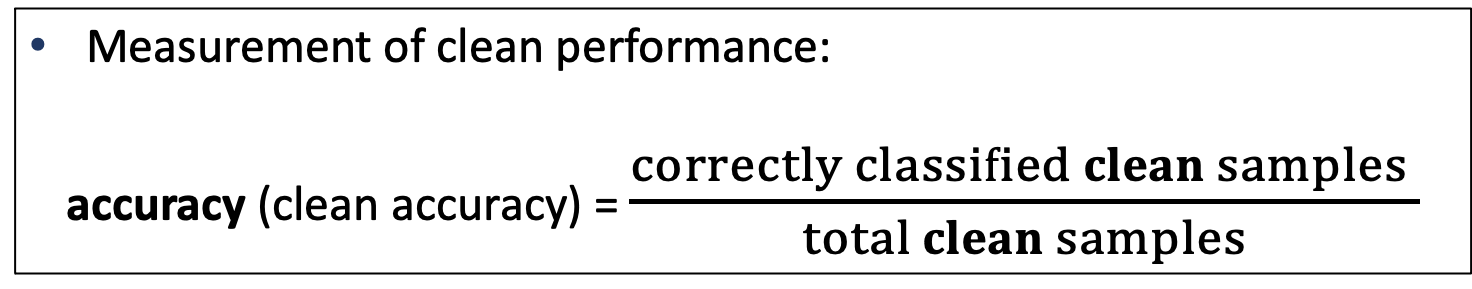 • Measurement of clean performance:
accuracy (clean accuracy) = correctly classified clean samples
total clean samples